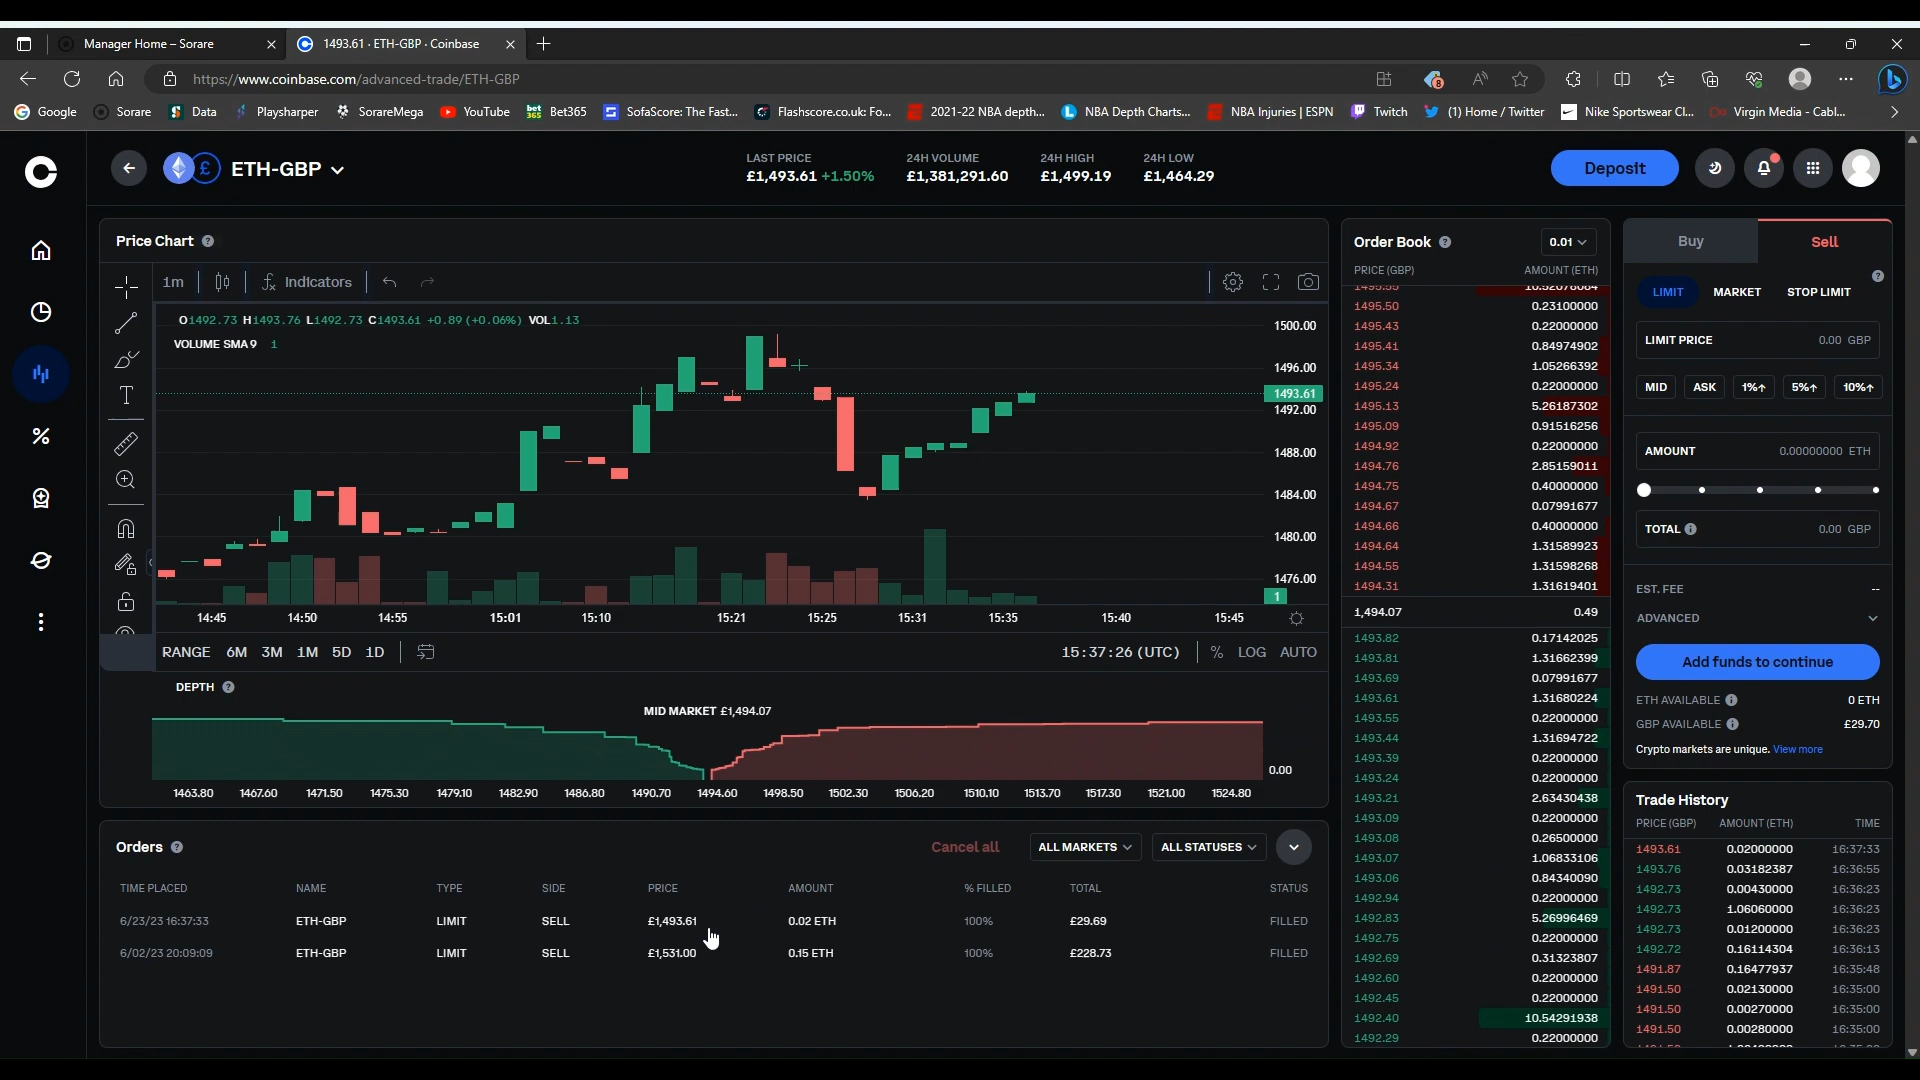 Manager Home – Sorare
1493.61 · ETH-GBP · Coinbase
https://www.coinbase.com/advanced-trade/ETH-GBP
8
Google
Sorare
Data
Playsharper
SorareMega
YouTube
bet365
Bet365
SofaScore: The Fast...
Flashscore.co.uk: Fo...
2021-22 NBA depth...
NBA Depth Charts...
NBA Injuries | ESPN
Twitch
(1) Home / Twitter
Nike Sportswear Cl...
Virgin Media - Cabl...
ETH-GBP
LAST PRICE
£1,493.61 +1.50%
24H VOLUME
£1,381,291.60
24H HIGH
£1,499.19
24H LOW
£1,464.29
Deposit
Price Chart
1m
Indicators
O1492.73 H1493.76 L1492.73 C1493.61 +0.89 (+0.06%) VOL1.13
VOLUME SMA 9 1
1500.00
1496.00
1493.61
1492.00
1488.00
1484.00
1480.00
1476.00
1
14:45 14:50 14:55 15:01 15:10 15:21 15:25 15:31 15:35 15:40 15:45
RANGE 6M 3M 1M 5D 1D
15:37:26 (UTC) % LOG AUTO
DEPTH
MID MARKET £1,494.07
0.00
1463.80 1467.60 1471.50 1475.30 1479.10 1482.90 1486.80 1490.70 1494.60 1498.50 1502.30 1506.20 1510.10 1513.70 1517.30 1521.00 1524.80
Orders
Cancel all
ALL MARKETS
ALL STATUSES
TIME PLACED NAME TYPE SIDE PRICE AMOUNT % FILLED TOTAL STATUS
6/23/23 16:37:33 ETH-GBP LIMIT SELL £1,493.61 0.02 ETH 100% £29.69 FILLED
6/02/23 20:09:09 ETH-GBP LIMIT SELL £1,531.00 0.15 ETH 100% £228.73 FILLED
Order Book
0.01
PRICE (GBP) AMOUNT (ETH)
1495.50 0.23100000
1495.43 0.22000000
1495.41 0.84974902
1495.34 1.05266392
1495.24 0.22000000
1495.13 5.26187302
1495.09 0.91516256
1494.92 0.22000000
1494.76 2.85159011
1494.75 0.40000000
1494.67 0.07991677
1494.66 0.40000000
1494.64 1.31589923
1494.55 1.31598268
1494.31 1.31619401
1,494.07 0.49
1493.82 0.17142025
1493.81 1.31662399
1493.69 0.07991677
1493.61 1.31680224
1493.55 0.22000000
1493.44 1.31694722
1493.39 0.22000000
1493.24 0.22000000
1493.21 2.63430438
1493.09 0.22000000
1493.08 0.26500000
1493.07 1.06833106
1493.06 0.84340090
1492.94 0.22000000
1492.83 5.26996469
1492.75 0.22000000
1492.69 0.31323807
1492.60 0.22000000
1492.45 0.22000000
1492.40 10.54291938
1492.29 0.22000000
Buy
Sell
LIMIT MARKET STOP LIMIT
LIMIT PRICE 0.00 GBP
MID ASK 1%↑ 5%↑ 10%↑
AMOUNT 0.00000000 ETH
TOTAL 0.00 GBP
EST. FEE --
ADVANCED
Add funds to continue
ETH AVAILABLE 0 ETH
GBP AVAILABLE £29.70
Crypto markets are unique. View more
Trade History
PRICE (GBP) AMOUNT (ETH) TIME
1493.61 0.02000000 16:37:33
1493.76 0.03182387 16:36:55
1492.73 0.00430000 16:36:23
1492.73 1.06060000 16:36:23
1492.73 0.01200000 16:36:23
1492.72 0.16114304 16:36:13
1491.87 0.16477937 16:35:48
1491.50 0.02130000 16:35:00
1491.50 0.00270000 16:35:00
1491.50 0.00280000 16:35:00